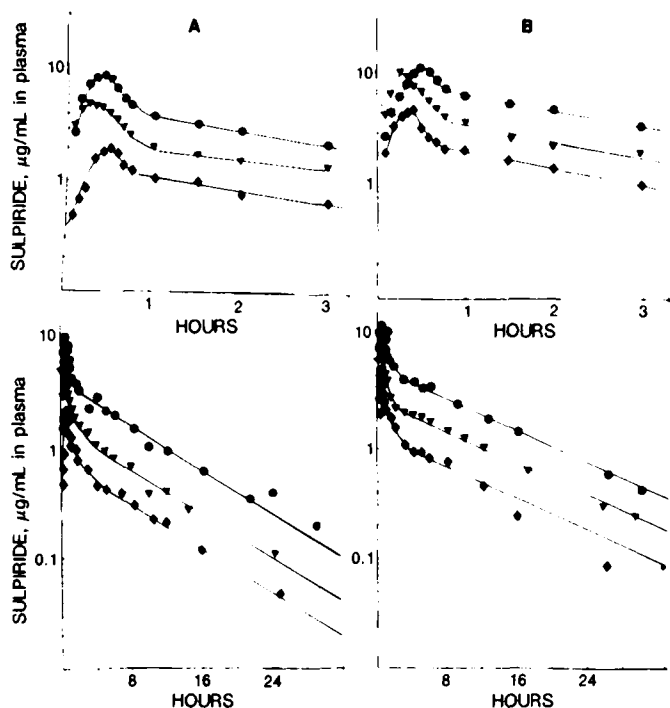 A
B
SULPIRIDE, µg/mL in plasma
10
1
10
1
1 2 3
HOURS
1 2 3
HOURS
SULPIRIDE, µg/mL in plasma
10
1
0.1
10
1
0.1
8 16 24
HOURS
8 16 24
HOURS